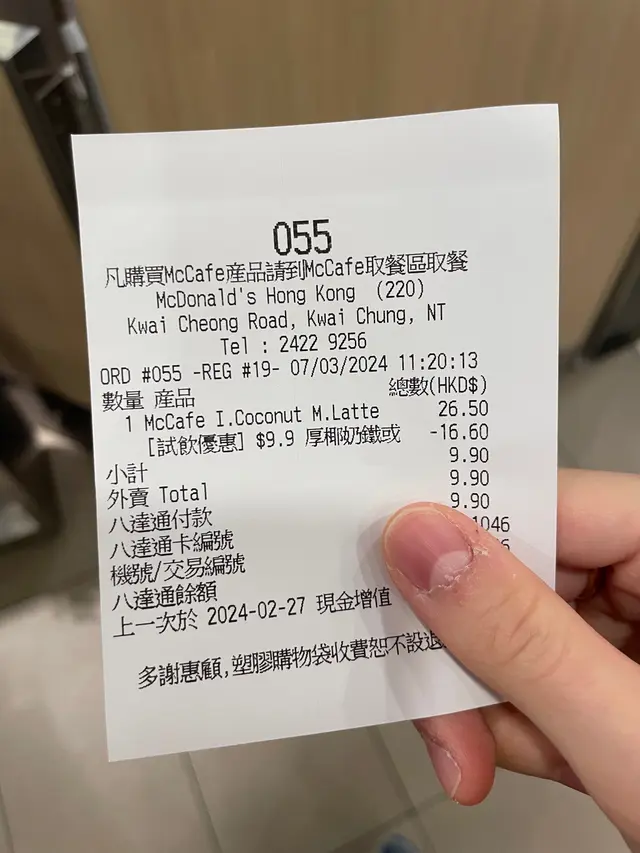 055
凡購買McCafe産品請到McCafe取餐區取餐
McDonald's Hong Kong (220)
Kwai Cheong Road, Kwai Chung, NT
Tel : 2422 9256
ORD #055 -REG #19- 07/03/2024 11:20:13
數量 産品 總數(HKD$)
1 McCafe I.Coconut M.Latte 26.50
[試飲優惠] $9.9 厚椰奶鐵或 -16.60
小計 9.90
外賣 Total 9.90
八達通付款 9.90
八達通卡編號 1046
機號/交易編號
八達通餘額
上一次於 2024-02-27 現金增值
多謝惠顧,塑膠購物袋收費恕不設退